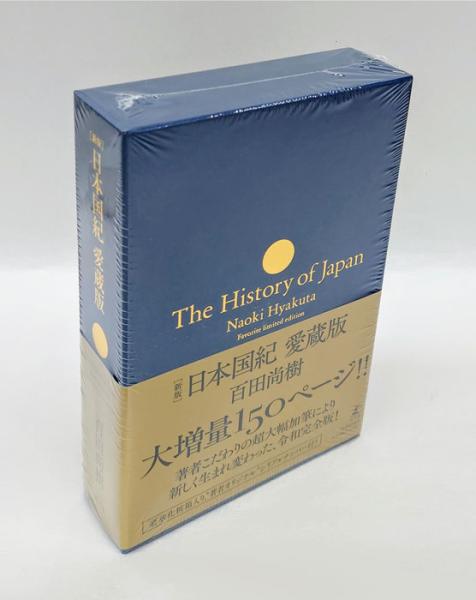 The History of Japan
Naoki Hyakuta
Favorite limited edition
[新版] 日本国紀 愛蔵版
百田尚樹
大増量150ページ!!
著者こだわりの超大幅加筆により
新しく生まれ変わった、令和完全版!
[新版] 日本国紀 愛蔵版